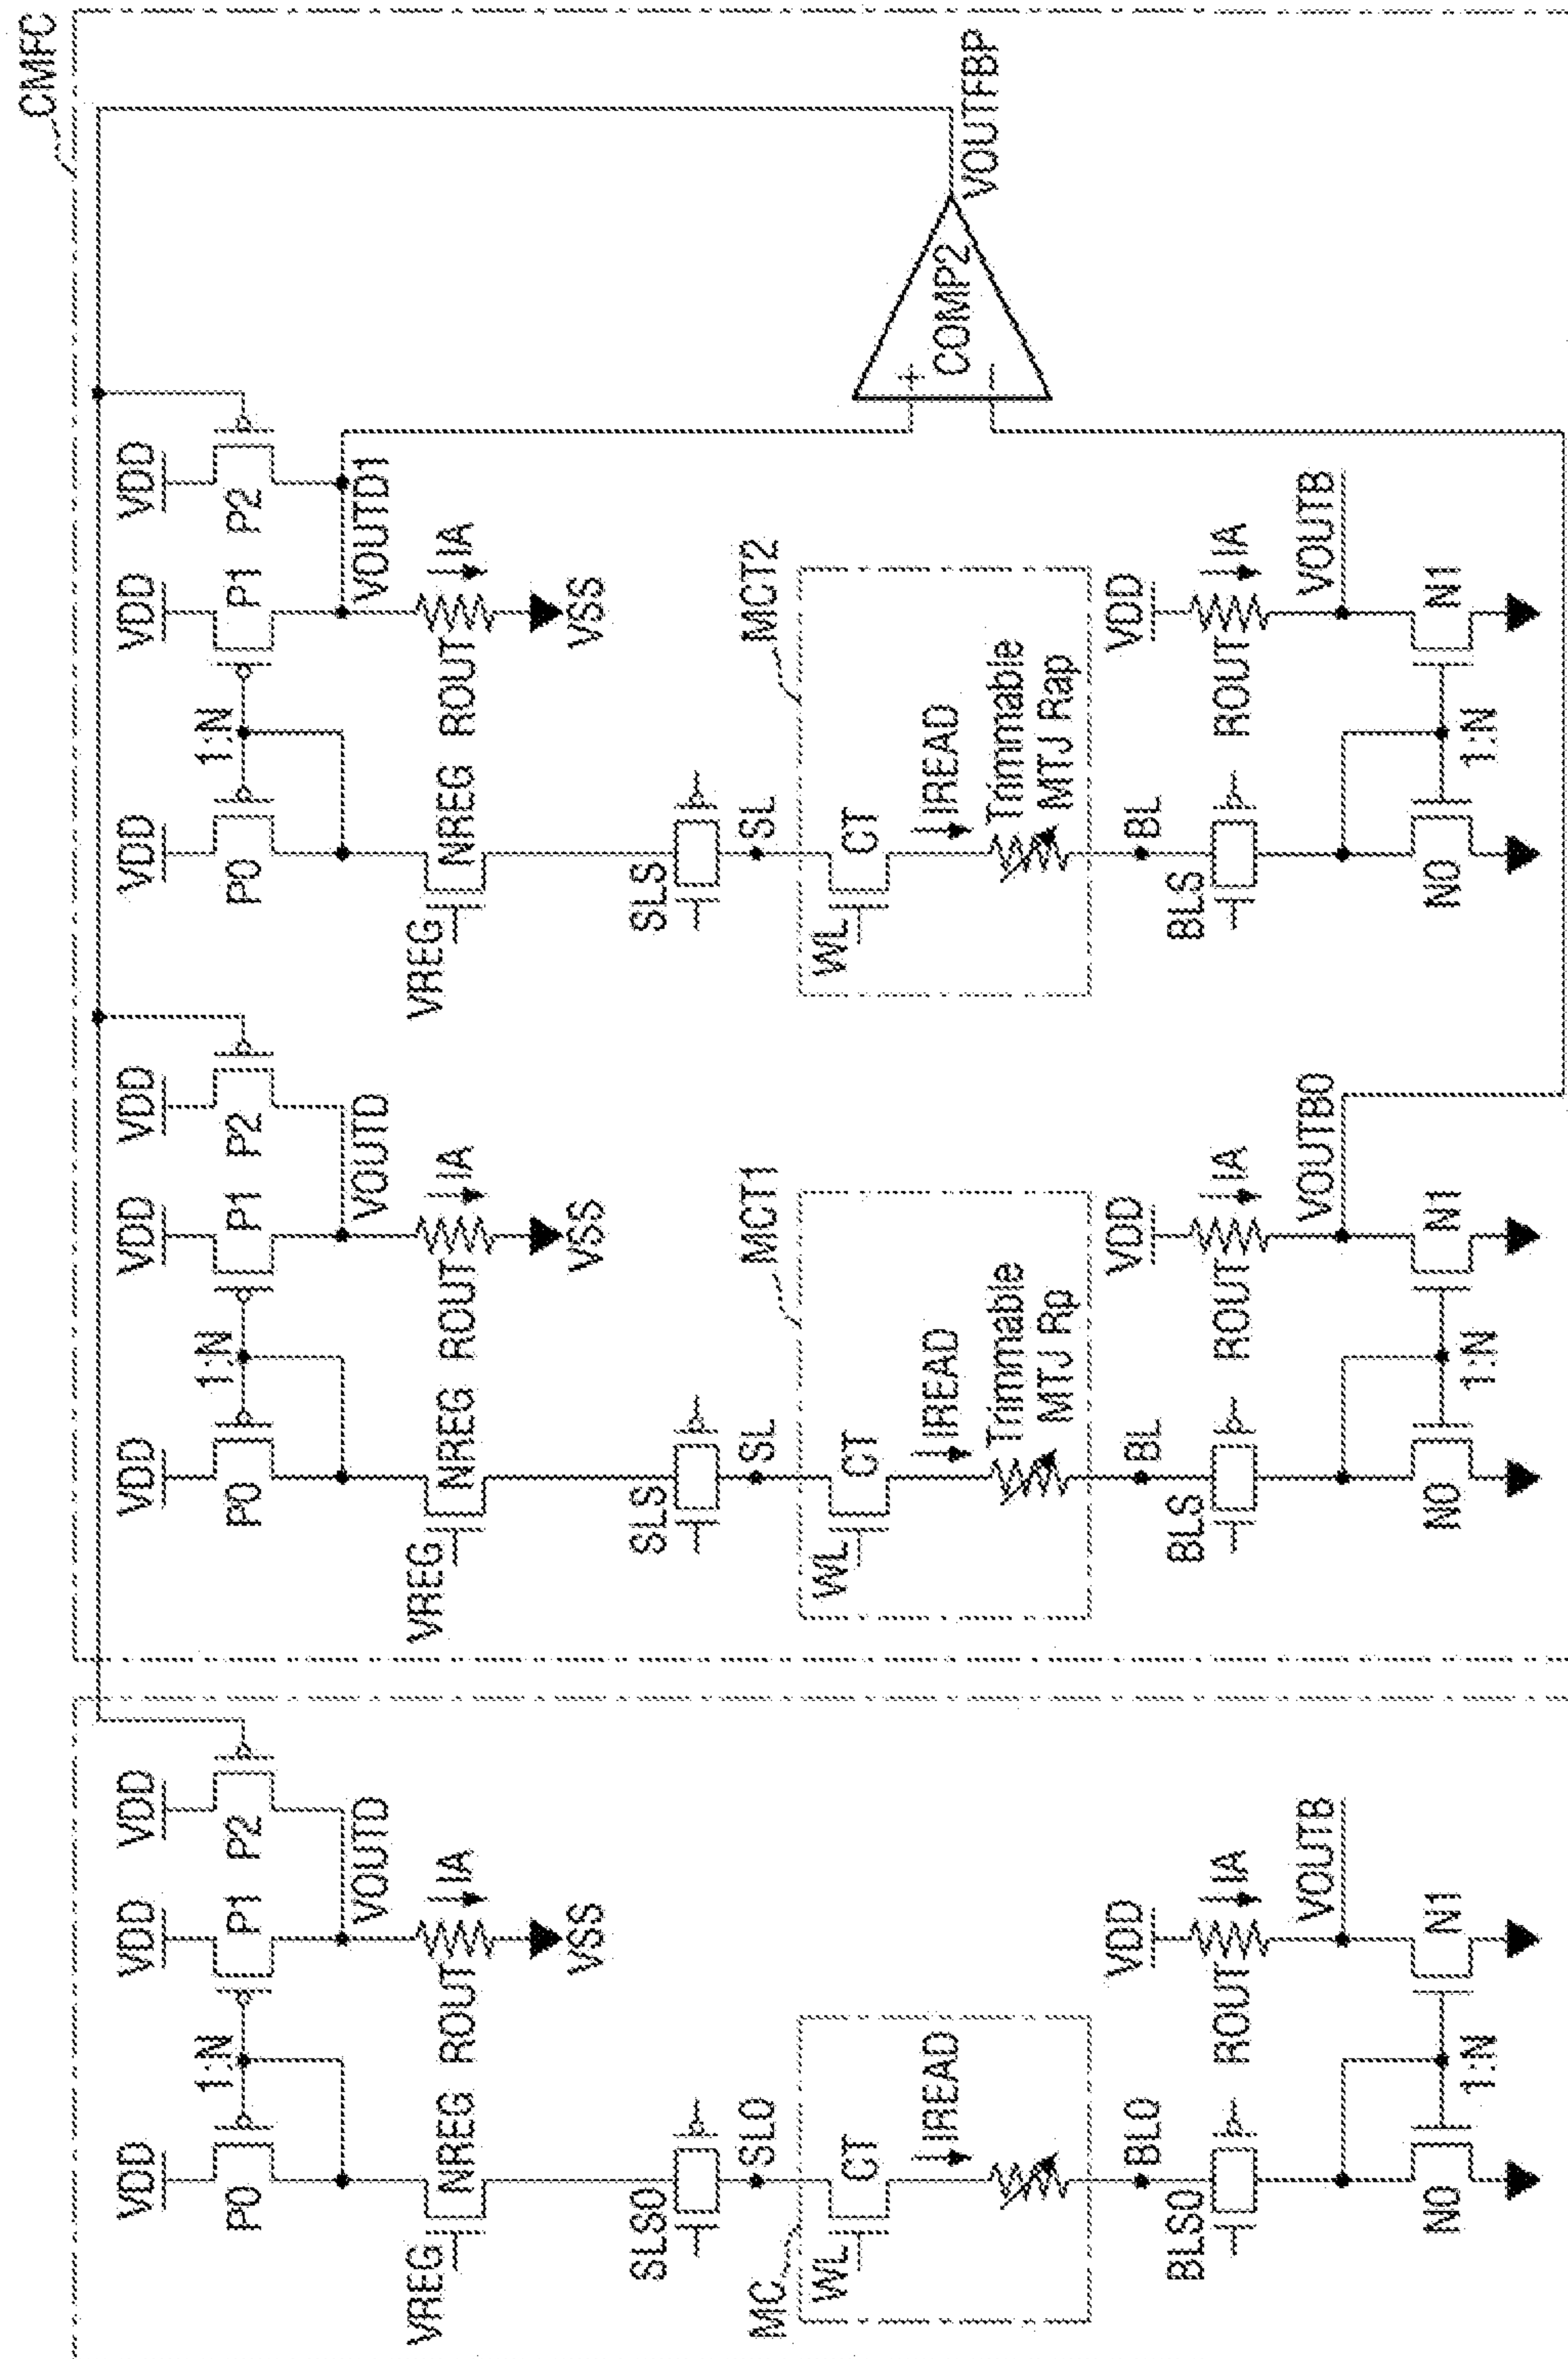 CMFC
VDD
VDD
VDD
P0
1:N
P1
P2
VOUTD
VREG
NREG
ROUT
IA
VSS
SLS0
SL0
MC
WL
CT
IREAD
BL0
BLS0
VDD
ROUT
IA
VOUTB
N0
1:N
N1
VDD
VDD
VDD
P0
1:N
P1
P2
VOUTD
VREG
NREG
ROUT
IA
VSS
SLS
SL
MCT1
WL
CT
IREAD
Trimmable
MTJ Rp
BL
BLS
VDD
ROUT
IA
VOUTB0
N0
1:N
N1
VDD
VDD
VDD
P0
1:N
P1
P2
VOUTD1
VREG
NREG
ROUT
IA
VSS
SLS
SL
MCT2
WL
CT
IREAD
Trimmable
MTJ Rap
BL
BLS
VDD
ROUT
IA
VOUTB
N0
1:N
N1
+
COMP2
−
VOUTFBP